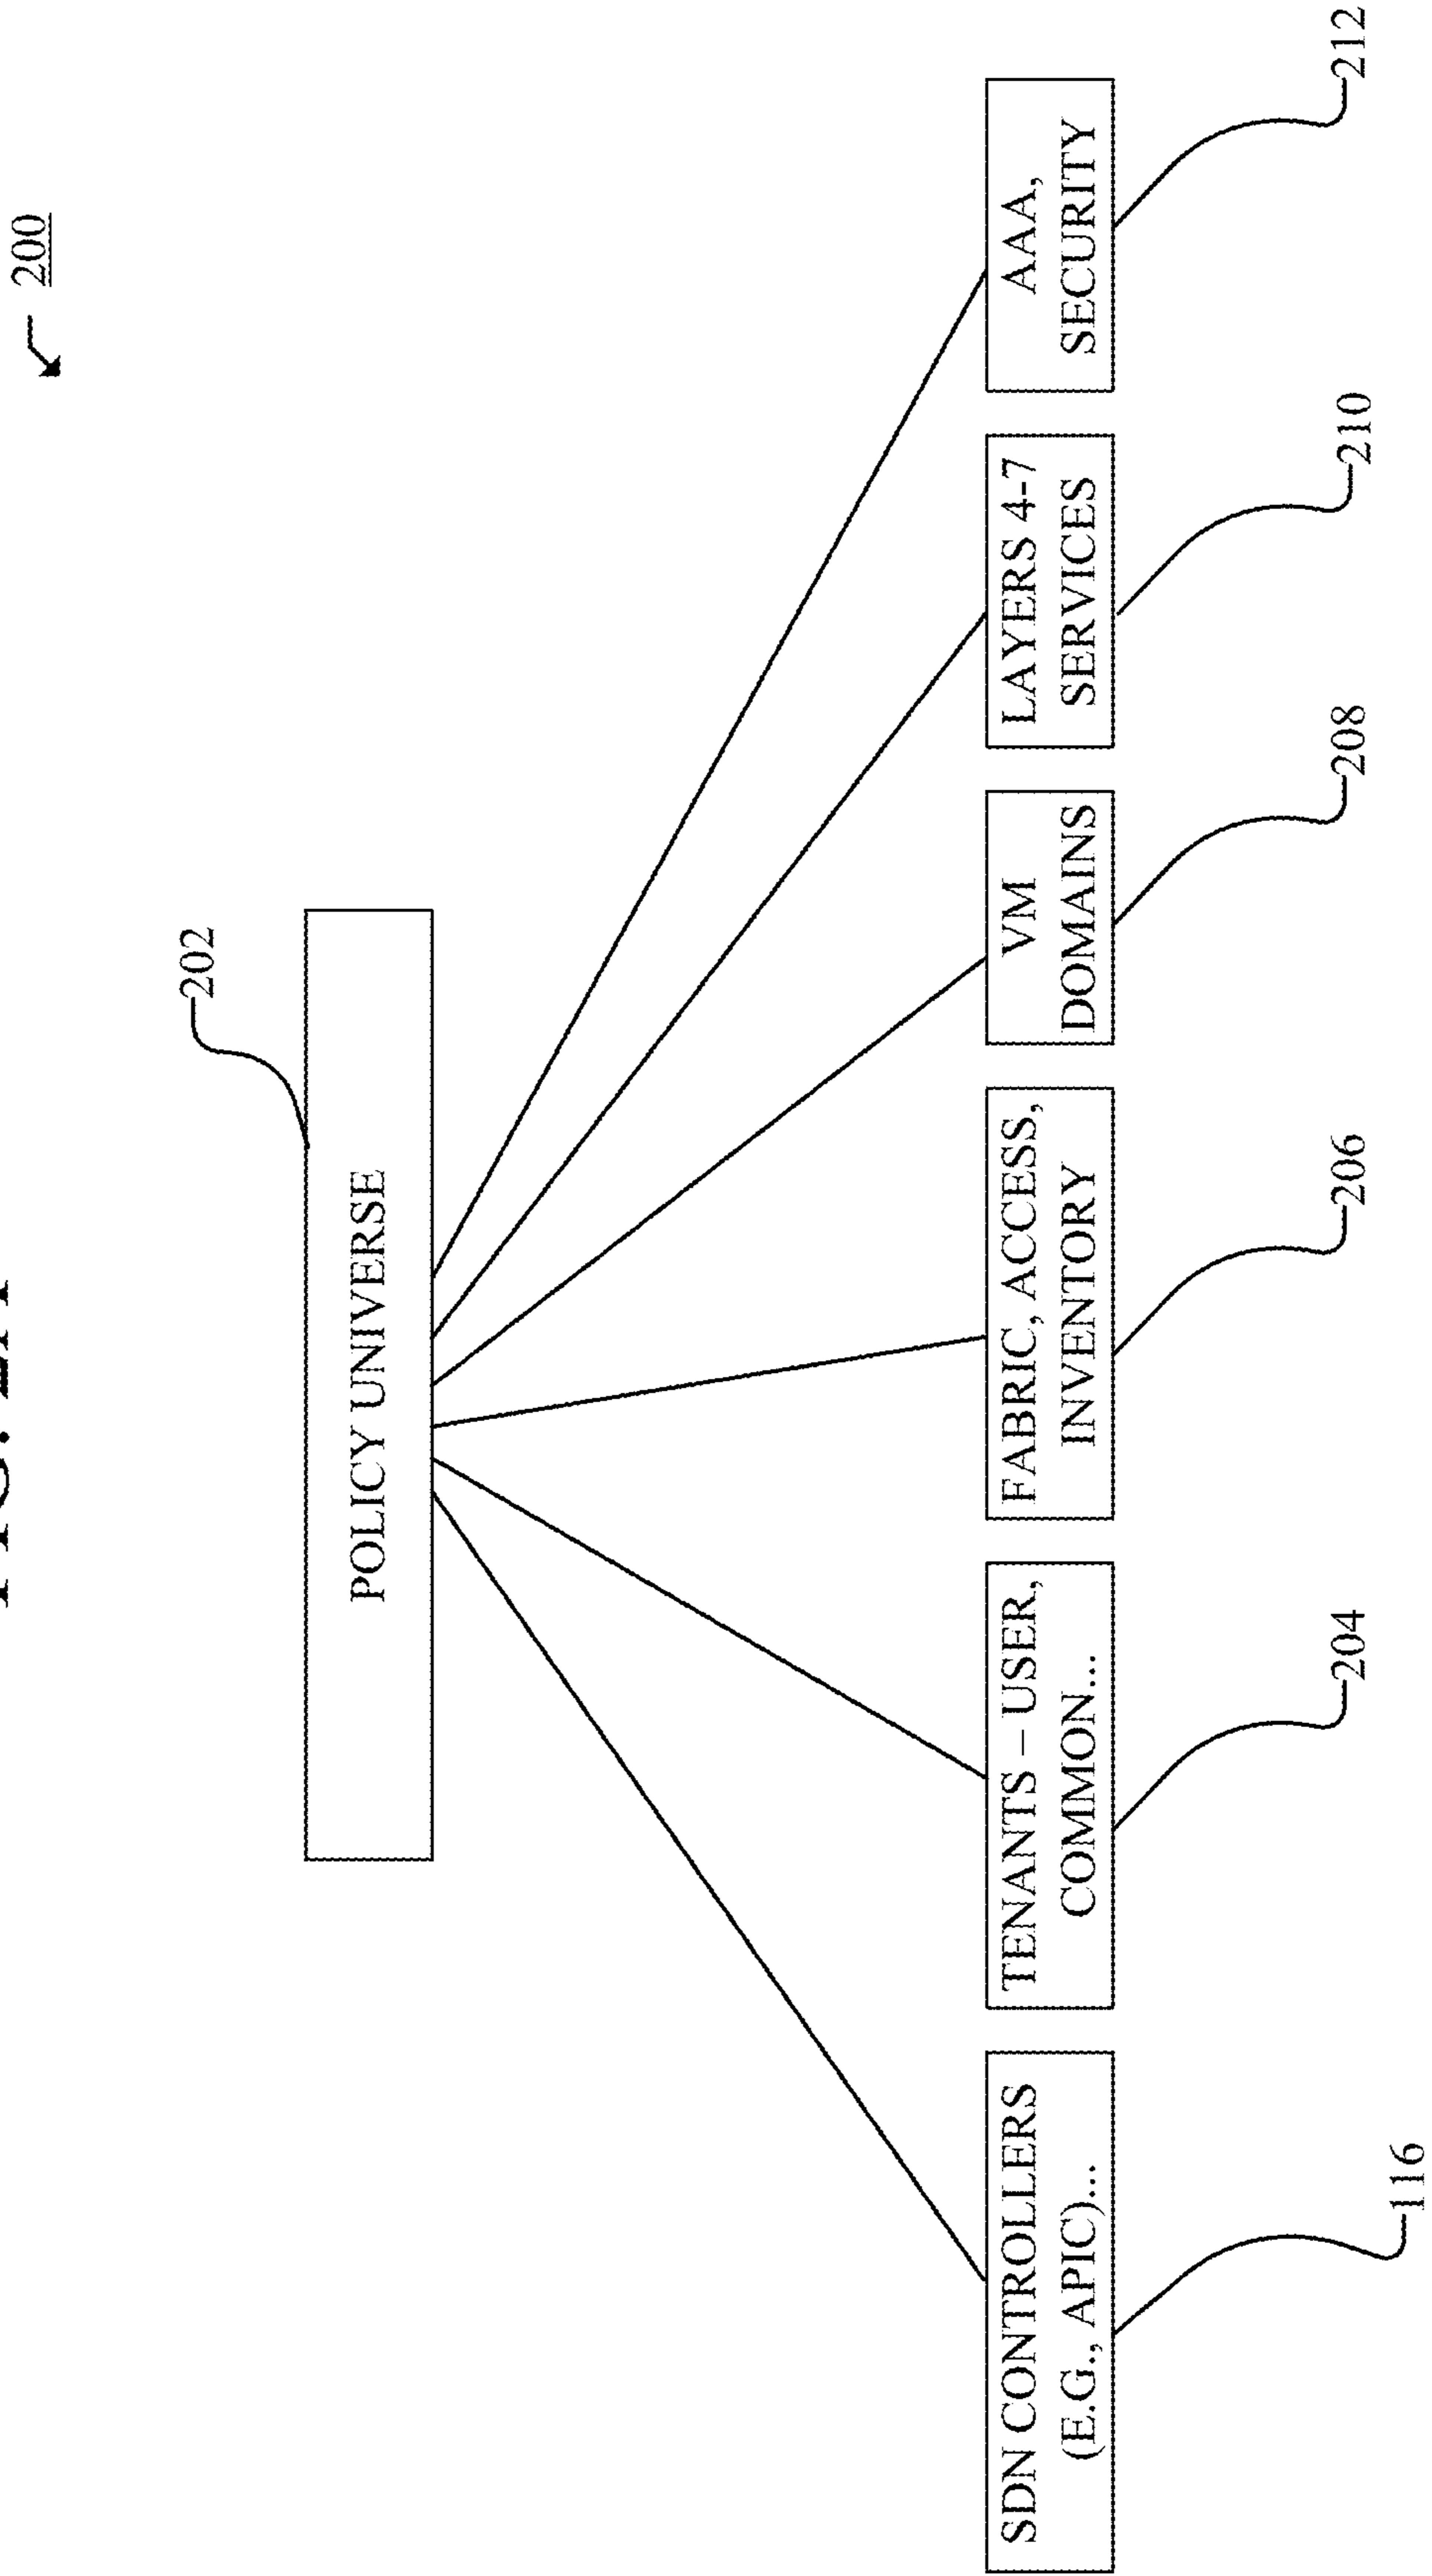 200
202
POLICY UNIVERSE
SDN CONTROLLERS
(E.G., APIC)...
TENANTS – USER,
COMMON...
FABRIC, ACCESS,
INVENTORY
VM
DOMAINS
LAYERS 4-7
SERVICES
AAA,
SECURITY
116
204
206
208
210
212